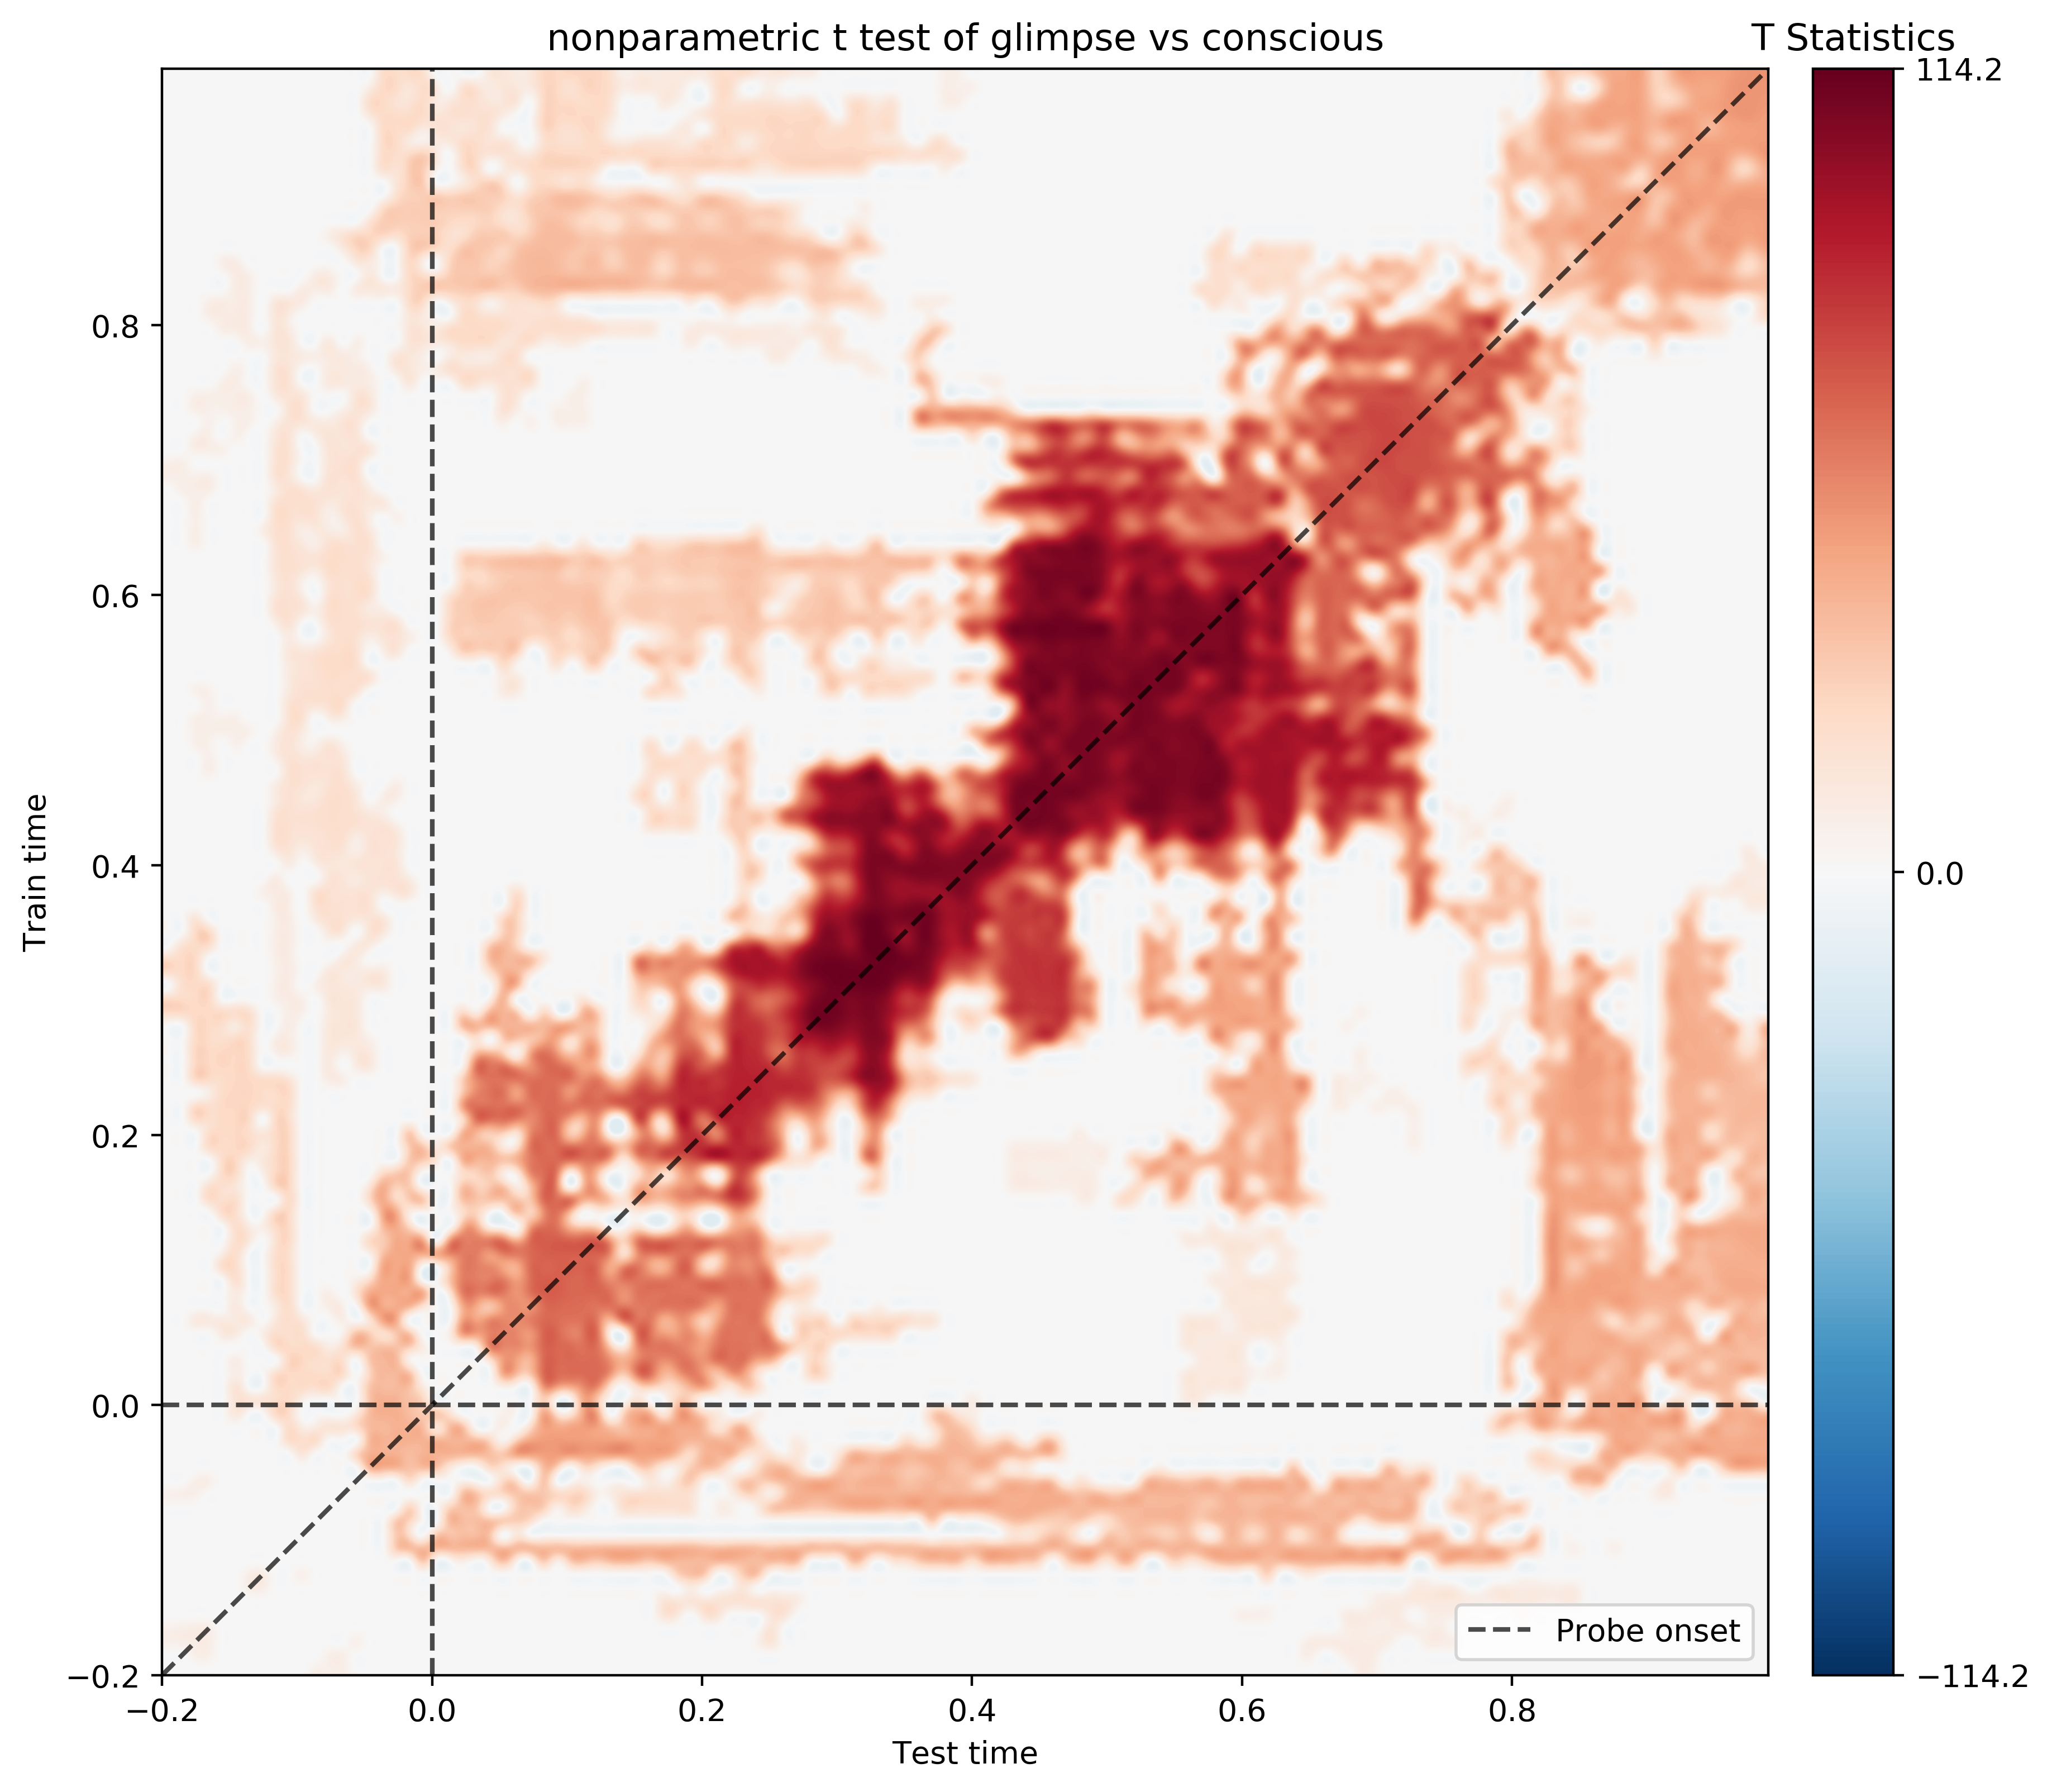 nonparametric t test of glimpse vs conscious
T Statistics
114.2
0.0
−114.2
Train time
0.8
0.6
0.4
0.2
0.0
−0.2
−0.2 0.0 0.2 0.4 0.6 0.8
Test time
Probe onset